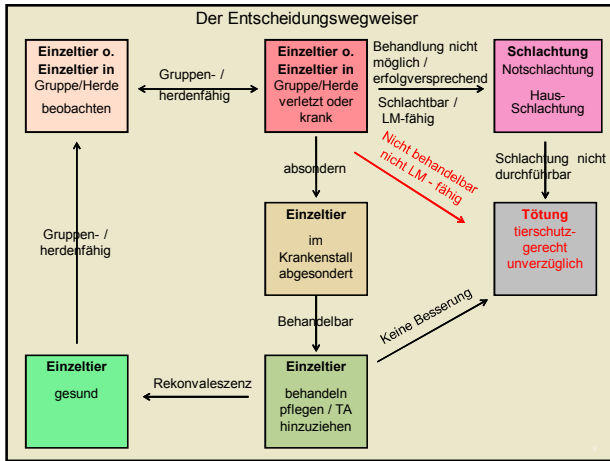 Der Entscheidungswegweiser
Einzeltier o.
Einzeltier in
Gruppe/Herde
beobachten
Gruppen- /
herdenfähig
Einzeltier o.
Einzeltier in
Gruppe/Herde
verletzt oder
krank
Behandlung nicht
möglich /
erfolgversprechend
Schlachtbar /
LM-fähig
Schlachtung
Notschlachtung
Haus-
Schlachtung
absondern
Nicht behandelbar
nicht LM - fähig
Schlachtung nicht
durchführbar
Gruppen- /
herdenfähig
Einzeltier
im
Krankenstall
abgesondert
Tötung
tierschutz-
gerecht
unverzüglich
Behandelbar
Keine Besserung
Einzeltier
gesund
Rekonvaleszenz
Einzeltier
behandeln
pflegen / TA
hinzuziehen